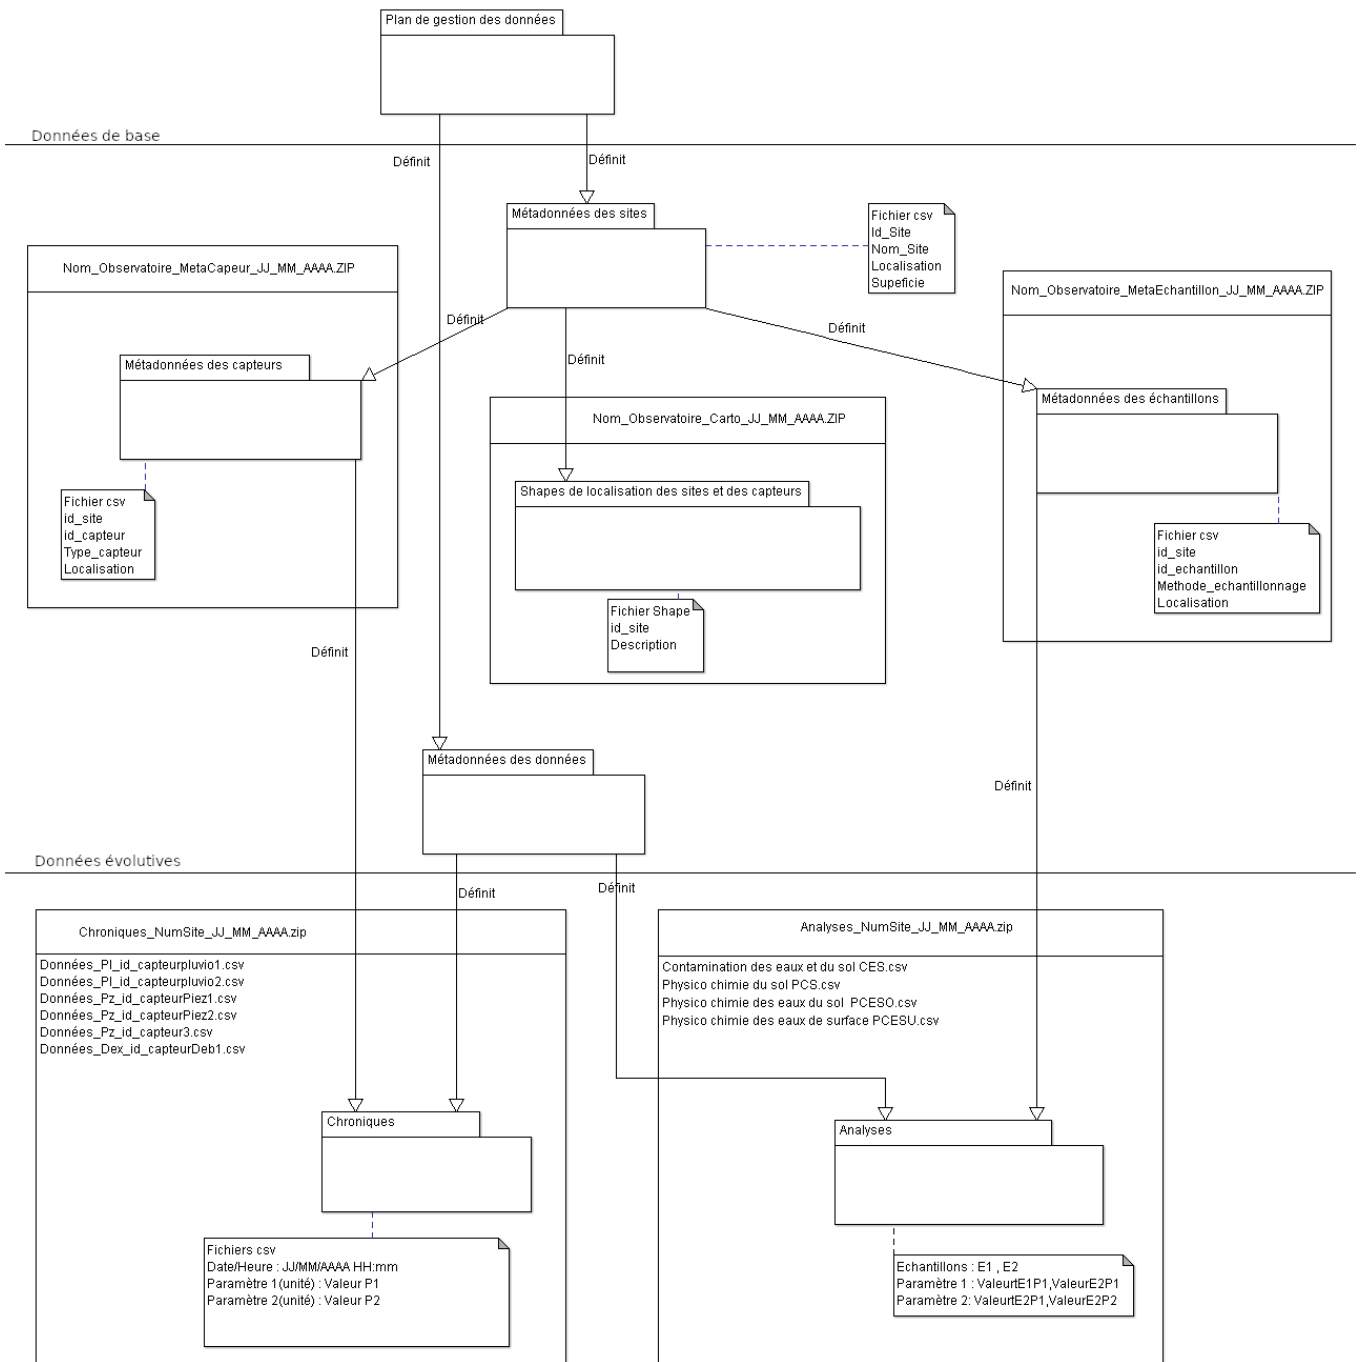 Plan de gestion des données
Données de base
Définit
Définit
Métadonnées des sites
Fichier csv
Id_Site
Nom_Site
Localisation
Supeficie
Nom_Observatoire_MetaCapeur_JJ_MM_AAAA.ZIP
Nom_Observatoire_MetaEchantillon_JJ_MM_AAAA.ZIP
Définit
Définit
Définit
Métadonnées des capteurs
Métadonnées des échantillons
Nom_Observatoire_Carto_JJ_MM_AAAA.ZIP
Shapes de localisation des sites et des capteurs
Fichier csv
id_site
id_capteur
Type_capteur
Localisation
Fichier csv
id_site
id_echantillon
Methode_echantillonnage
Localisation
Fichier Shape
id_site
Description
Définit
Métadonnées des données
Définit
Données évolutives
Définit
Définit
Chroniques_NumSite_JJ_MM_AAAA.zip
Données_Pl_id_capteurpluvio1.csv
Données_Pl_id_capteurpluvio2.csv
Données_Pz_id_capteurPiez1.csv
Données_Pz_id_capteurPiez2.csv
Données_Pz_id_capteur3.csv
Données_Dex_id_capteurDeb1.csv
Analyses_NumSite_JJ_MM_AAAA.zip
Contamination des eaux et du sol CES.csv
Physico chimie du sol PCS.csv
Physico chimie des eaux du sol  PCESO.csv
Physico chimie des eaux de surface PCESU.csv
Chroniques
Analyses
Fichiers csv
Date/Heure : JJ/MM/AAAA HH:mm
Paramètre 1(unité) : Valeur P1
Paramètre 2(unité) : Valeur P2
Echantillons : E1 , E2
Paramètre 1 : ValeurtE1P1,ValeurE2P1
Paramètre 2: ValeurtE2P1,ValeurE2P2